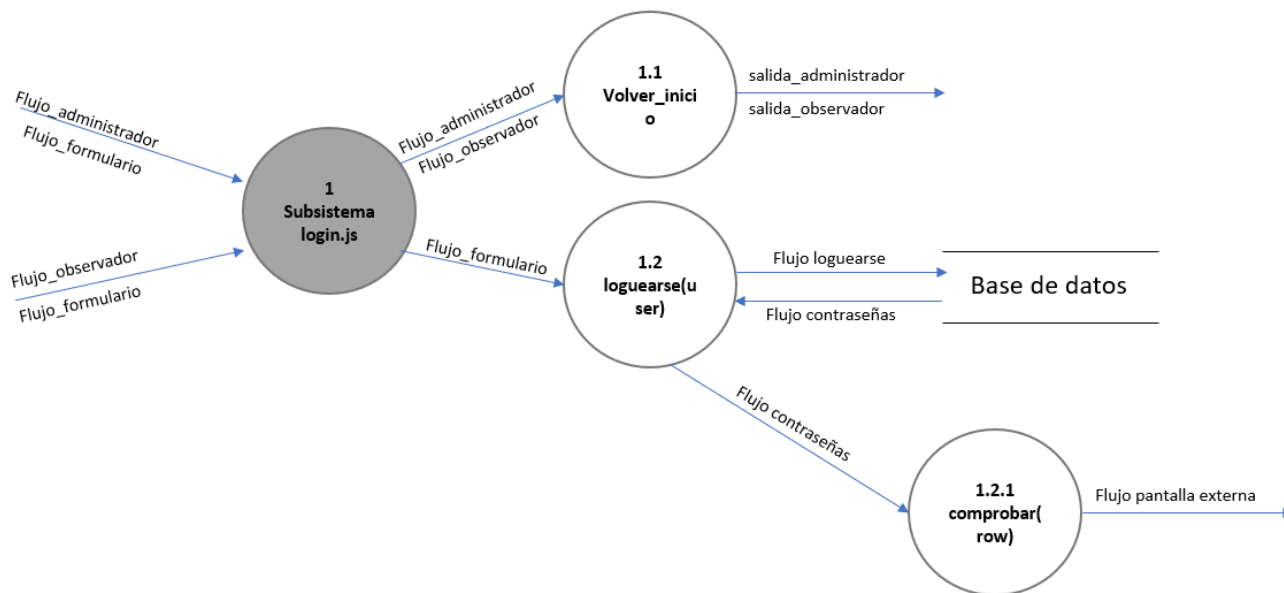 Flujo_administrador
Flujo_formulario
Flujo_observador
Flujo_formulario
1
Subsistema
login.js
Flujo_administrador
Flujo_observador
Flujo_formulario
1.1
Volver_inici
o
salida_administrador
salida_observador
1.2
loguearse(u
ser)
Flujo loguearse
Flujo contraseñas
Base de datos
Flujo contraseñas
1.2.1
comprobar(
row)
Flujo pantalla externa